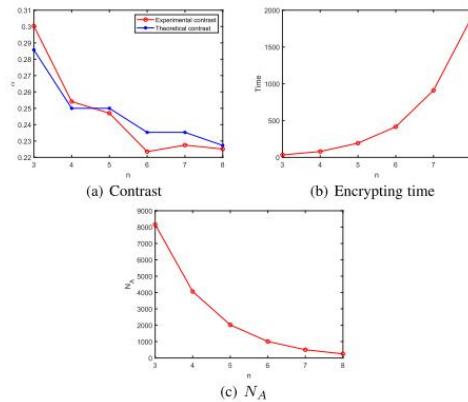 0.31
0.3
0.29
0.28
0.27
0.26
0.25
0.24
0.23
0.22
α
Experimental contrast
Theoretical contrast
3 4 5 6 7 8
n
(a) Contrast
2000
1500
1000
500
0
Time
3 4 5 6 7
n
(b) Encrypting time
9000
8000
7000
6000
5000
4000
3000
2000
1000
0
N_A
3 4 5 6 7 8
n
(c) N_A